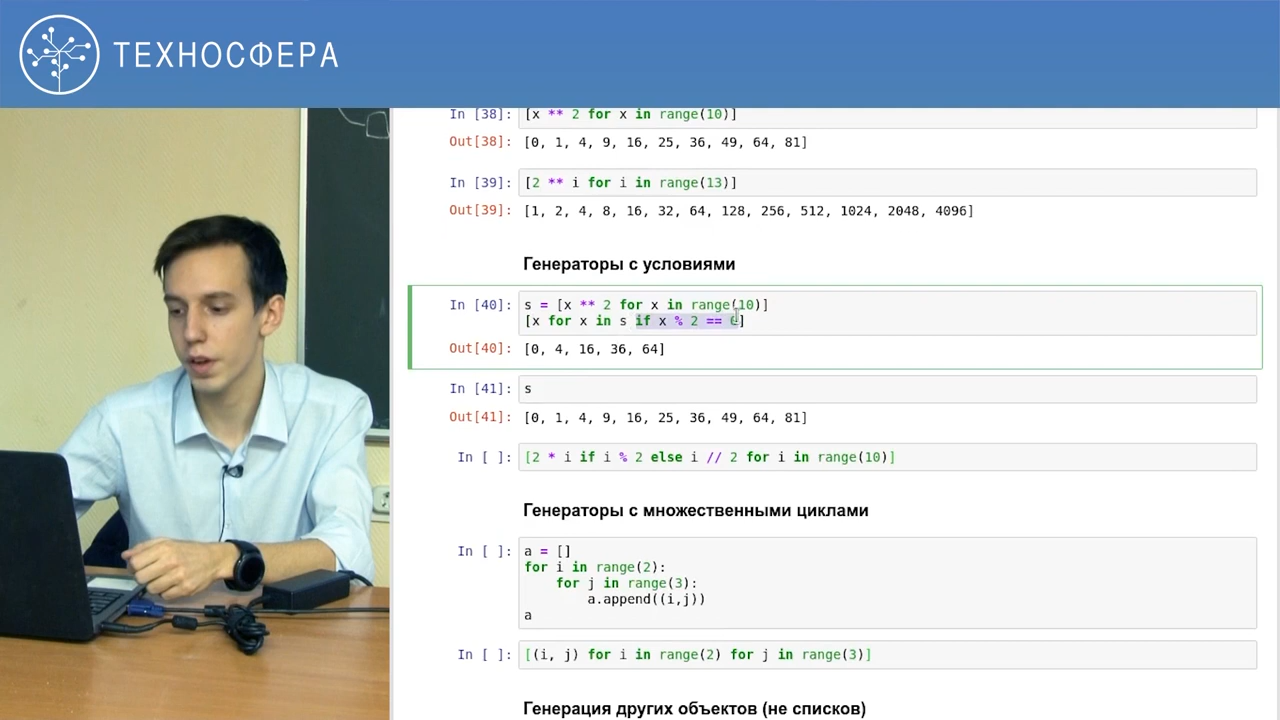 ТЕХНОСФЕРА
In [38]: [x ** 2 for x in range(10)]
Out[38]: [0, 1, 4, 9, 16, 25, 36, 49, 64, 81]
In [39]: [2 ** i for i in range(13)]
Out[39]: [1, 2, 4, 8, 16, 32, 64, 128, 256, 512, 1024, 2048, 4096]
Генераторы с условиями
In [40]: s = [x ** 2 for x in range(10)]
[x for x in s if x % 2 == 0]
Out[40]: [0, 4, 16, 36, 64]
In [41]: s
Out[41]: [0, 1, 4, 9, 16, 25, 36, 49, 64, 81]
In [ ]: [2 * i if i % 2 else i // 2 for i in range(10)]
Генераторы с множественными циклами
In [ ]: a = []
for i in range(2):
    for j in range(3):
        a.append((i,j))
a
In [ ]: [(i, j) for i in range(2) for j in range(3)]
Генерация других объектов (не списков)